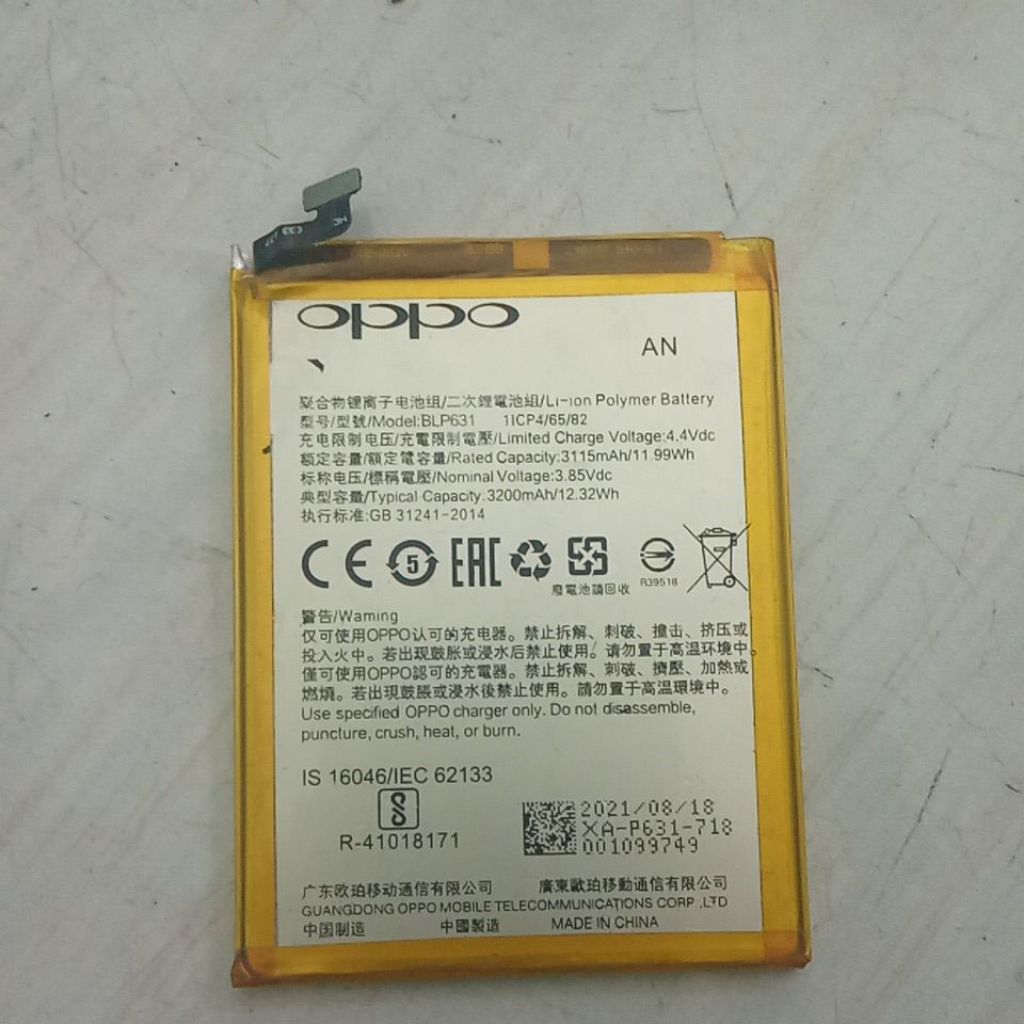 oppo
AN
聚合物锂离子电池组/二次鋰電池組/Li-ion Polymer Battery
型号/型號/Model:BLP631 1ICP4/65/82
充电限制电压/充電限制電壓/Limited Charge Voltage:4.4Vdc
额定容量/額定電容量/Rated Capacity:3115mAh/11.99Wh
标称电压/標稱電壓/Nominal Voltage:3.85Vdc
典型容量/Typical Capacity:3200mAh/12.32Wh
执行标准:GB 31241-2014
CE 5 EAC
廢電池請回收 R39518
警告/Warning
仅可使用OPPO认可的充电器。禁止拆解、刺破、撞击、挤压或
投入火中。若出现鼓胀或浸水后禁止使用。请勿置于高温环境中。
僅可使用OPPO認可的充電器。禁止拆解、刺破、擠壓、加熱或
燃燒。若出現鼓脹或浸水後禁止使用。請勿置于高溫環境中。
Use specified OPPO charger only. Do not disassemble,
puncture, crush, heat, or burn.
IS 16046/IEC 62133
R-41018171
2021/08/18
XA-P631-718
001099749
广东欧珀移动通信有限公司 廣東歐珀移動通信有限公司
GUANGDONG OPPO MOBILE TELECOMMUNICATIONS CORP.,LTD
中国制造 中國製造 MADE IN CHINA